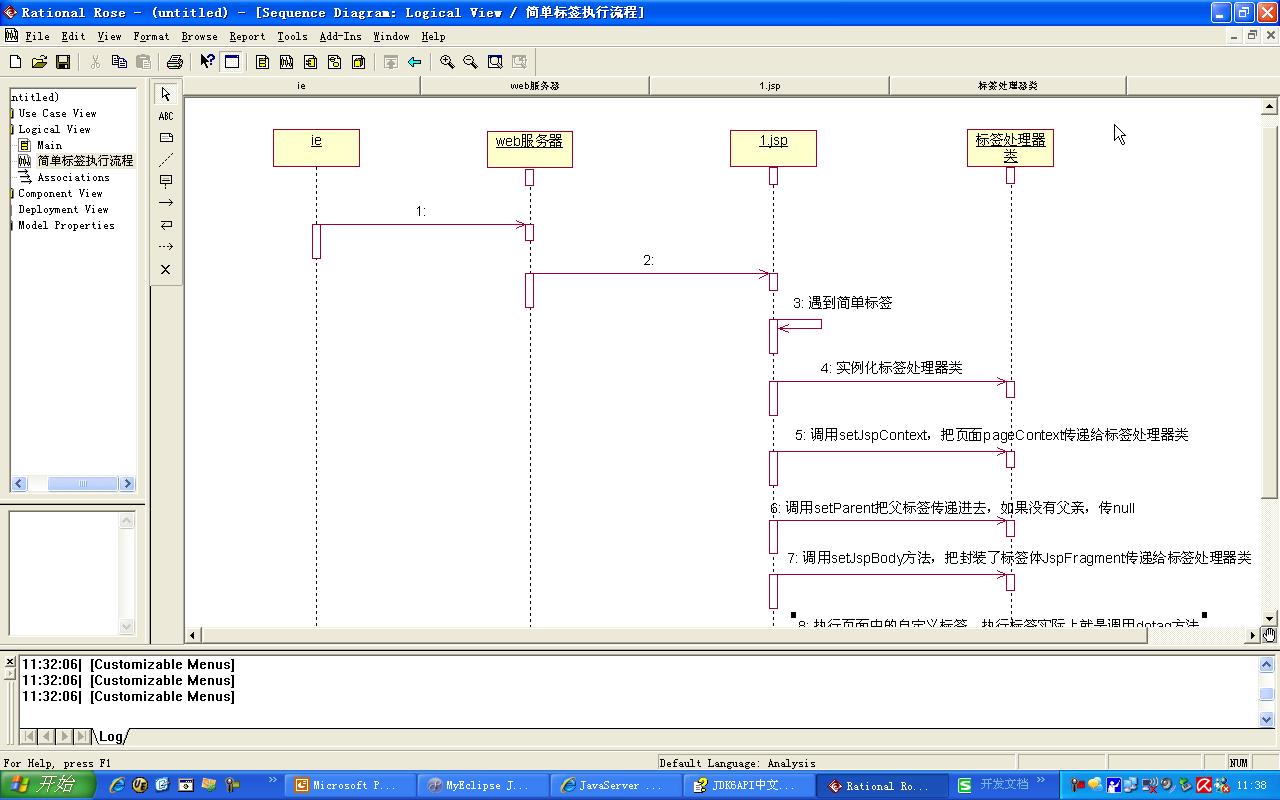 Rational Rose - (untitled) - [Sequence Diagram: Logical View / 简单标签执行流程]
File Edit View Format Browse Report Tools Add-Ins Window Help
ie web服务器 1.jsp 标签处理器类
ntitled)
Use Case View
Logical View
Main
简单标签执行流程
Associations
Component View
Deployment View
Model Properties
ABC
ie
web服务器
1.jsp
标签处理器
类
1:
2:
3: 遇到简单标签
4: 实例化标签处理器类
5: 调用setJspContext，把页面pageContext传递给标签处理器类
6: 调用setParent把父标签传递进去，如果没有父亲，传null
7: 调用setJspBody方法，把封装了标签体JspFragment传递给标签处理器类
8: 执行页面中的自定义标签，执行标签实际上就是调用dotag方法
11:32:06| [Customizable Menus]
11:32:06| [Customizable Menus]
11:32:06| [Customizable Menus]
Log
For Help, press F1
Default Language: Analysis
NUM
开始
Microsoft P...
MyEclipse J...
JavaServer ...
JDK6API中文...
Rational Ro...
开发文档
11:38